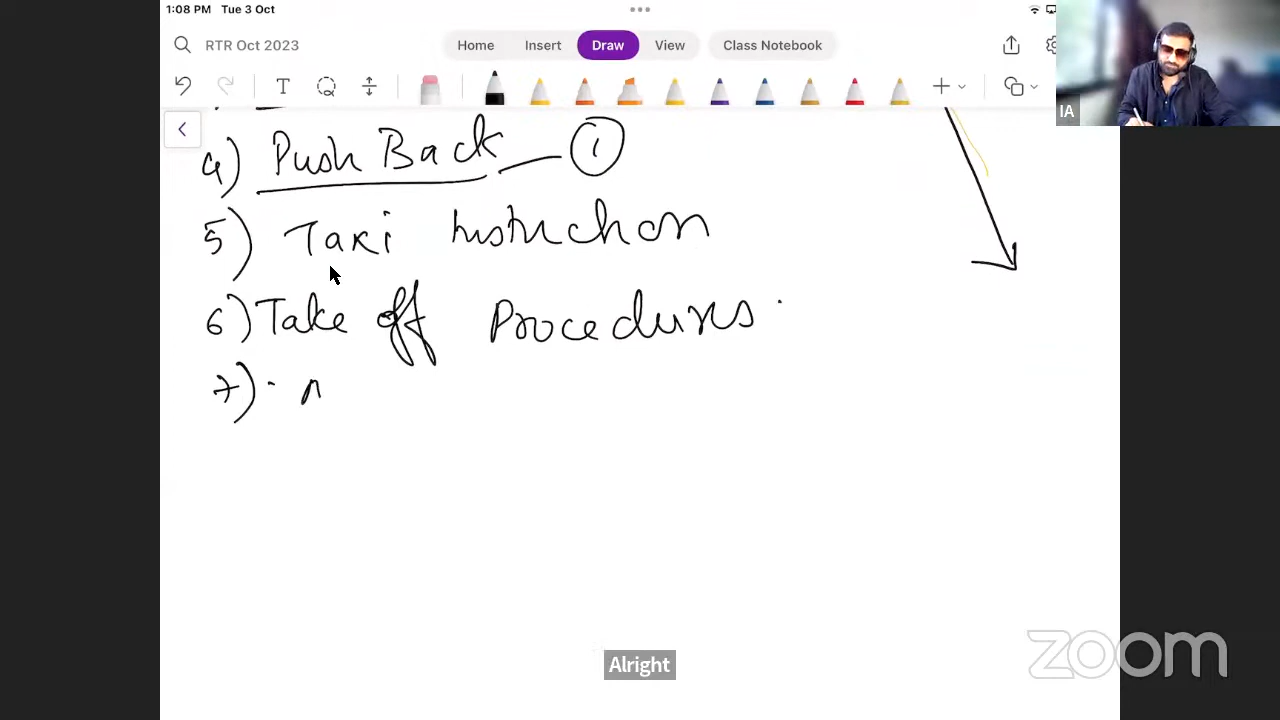 1:08 PM Tue 3 Oct
RTR Oct 2023
Home Insert Draw View Class Notebook
T
IA
4) Push Back — 1
5) Taxi Instruction
6) Take off Procedures.
7)
Alright
zoom